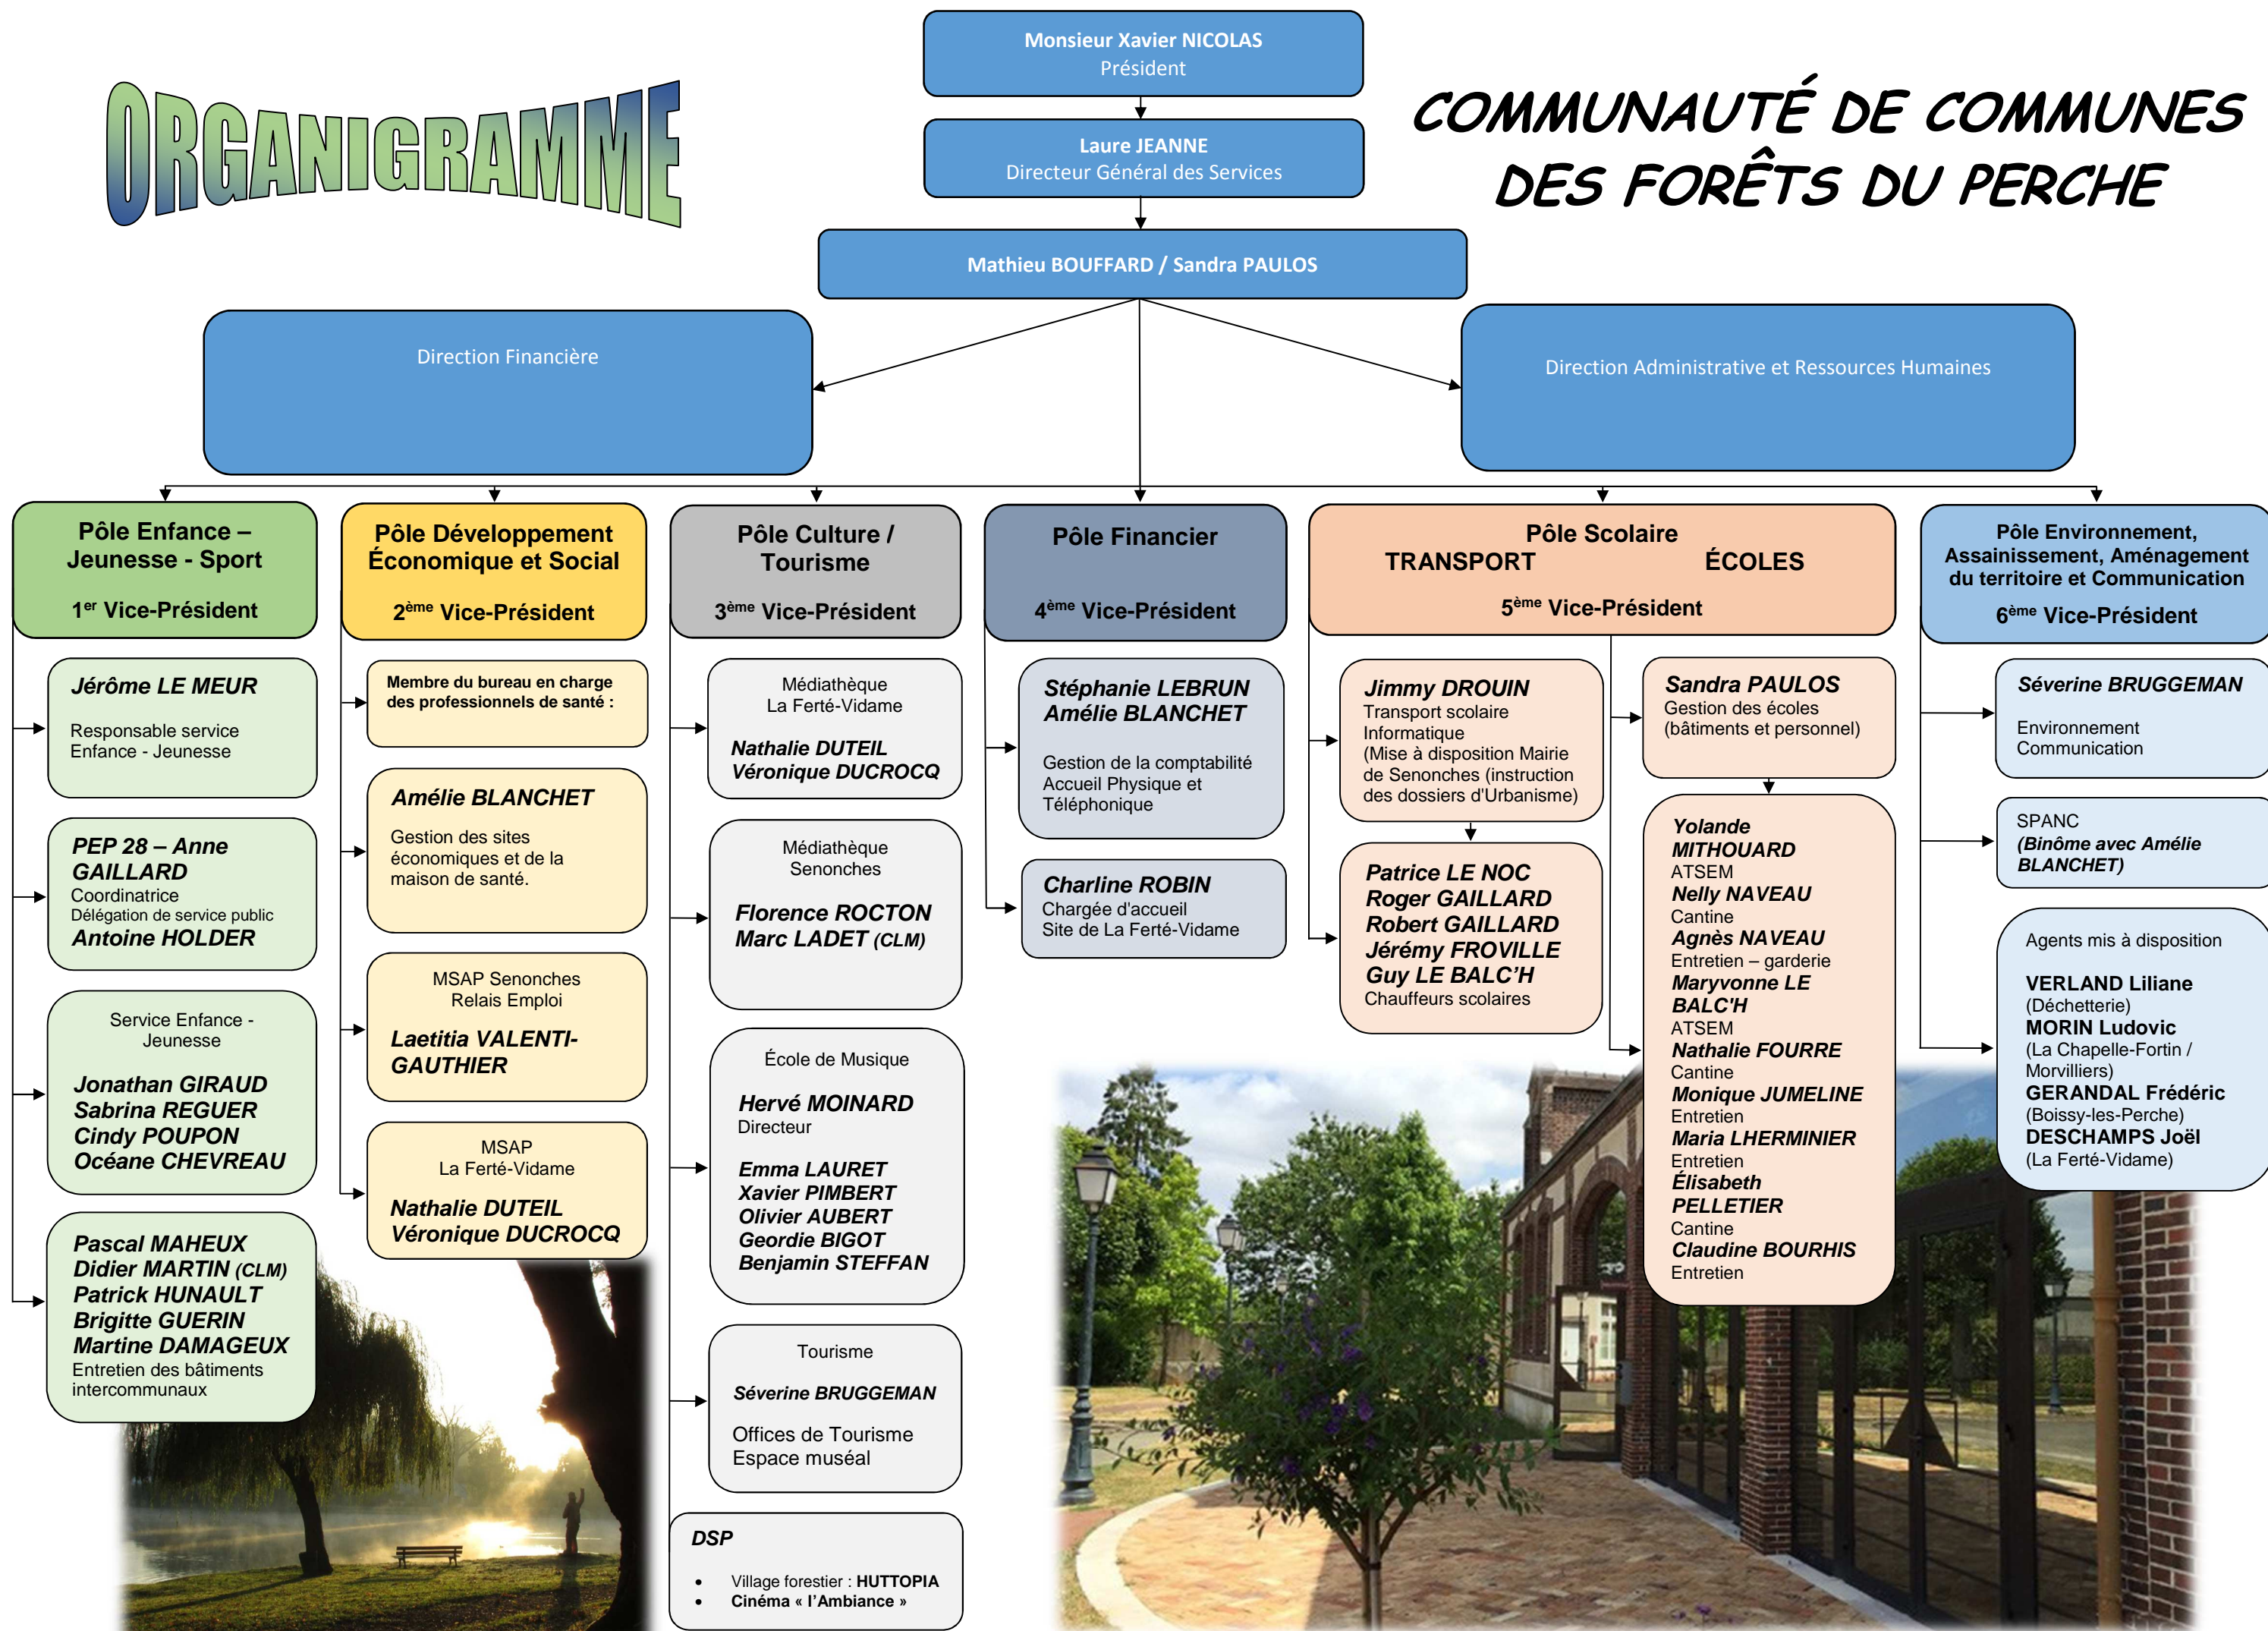 ORGANIGRAMME
COMMUNAUTÉ DE COMMUNES
DES FORÊTS DU PERCHE
Monsieur Xavier NICOLAS
Président
Laure JEANNE
Directeur Général des Services
Mathieu BOUFFARD / Sandra PAULOS
Direction Financière
Direction Administrative et Ressources Humaines
Pôle Enfance –
Jeunesse - Sport
1er Vice-Président
Jérôme LE MEUR
Responsable service
Enfance - Jeunesse
PEP 28 – Anne
GAILLARD
Coordinatrice
Délégation de service public
Antoine HOLDER
Service Enfance -
Jeunesse
Jonathan GIRAUD
Sabrina REGUER
Cindy POUPON
Océane CHEVREAU
Pascal MAHEUX
Didier MARTIN (CLM)
Patrick HUNAULT
Brigitte GUERIN
Martine DAMAGEUX
Entretien des bâtiments
intercommunaux
Pôle Développement
Économique et Social
2ème Vice-Président
Membre du bureau en charge
des professionnels de santé :
Amélie BLANCHET
Gestion des sites
économiques et de la
maison de santé.
MSAP Senonches
Relais Emploi
Laetitia VALENTI-
GAUTHIER
MSAP
La Ferté-Vidame
Nathalie DUTEIL
Véronique DUCROCQ
Pôle Culture /
Tourisme
3ème Vice-Président
Médiathèque
La Ferté-Vidame
Nathalie DUTEIL
Véronique DUCROCQ
Médiathèque
Senonches
Florence ROCTON
Marc LADET (CLM)
École de Musique
Hervé MOINARD
Directeur
Emma LAURET
Xavier PIMBERT
Olivier AUBERT
Geordie BIGOT
Benjamin STEFFAN
Tourisme
Séverine BRUGGEMAN
Offices de Tourisme
Espace muséal
DSP
• Village forestier : HUTTOPIA
• Cinéma « l'Ambiance »
Pôle Financier
4ème Vice-Président
Stéphanie LEBRUN
Amélie BLANCHET
Gestion de la comptabilité
Accueil Physique et
Téléphonique
Charline ROBIN
Chargée d'accueil
Site de La Ferté-Vidame
Pôle Scolaire
TRANSPORT ÉCOLES
5ème Vice-Président
Jimmy DROUIN
Transport scolaire
Informatique
(Mise à disposition Mairie
de Senonches (instruction
des dossiers d'Urbanisme)
Patrice LE NOC
Roger GAILLARD
Robert GAILLARD
Jérémy FROVILLE
Guy LE BALC'H
Chauffeurs scolaires
Sandra PAULOS
Gestion des écoles
(bâtiments et personnel)
Yolande
MITHOUARD
ATSEM
Nelly NAVEAU
Cantine
Agnès NAVEAU
Entretien – garderie
Maryvonne LE
BALC'H
ATSEM
Nathalie FOURRE
Cantine
Monique JUMELINE
Entretien
Maria LHERMINIER
Entretien
Élisabeth
PELLETIER
Cantine
Claudine BOURHIS
Entretien
Pôle Environnement,
Assainissement, Aménagement
du territoire et Communication
6ème Vice-Président
Séverine BRUGGEMAN
Environnement
Communication
SPANC
(Binôme avec Amélie
BLANCHET)
Agents mis à disposition
VERLAND Liliane
(Déchetterie)
MORIN Ludovic
(La Chapelle-Fortin /
Morvilliers)
GERANDAL Frédéric
(Boissy-les-Perche)
DESCHAMPS Joël
(La Ferté-Vidame)